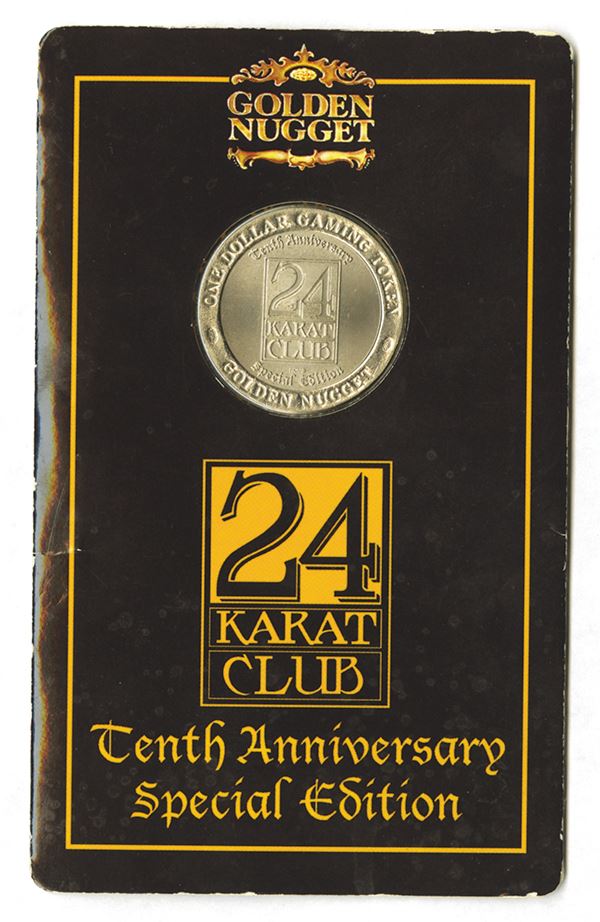 GOLDEN
NUGGET
ONE DOLLAR GAMING TOKEN
Tenth Anniversary
24
KARAT
CLUB
Special Edition
GOLDEN NUGGET
24
KARAT
CLUB
Tenth Anniversary
Special Edition